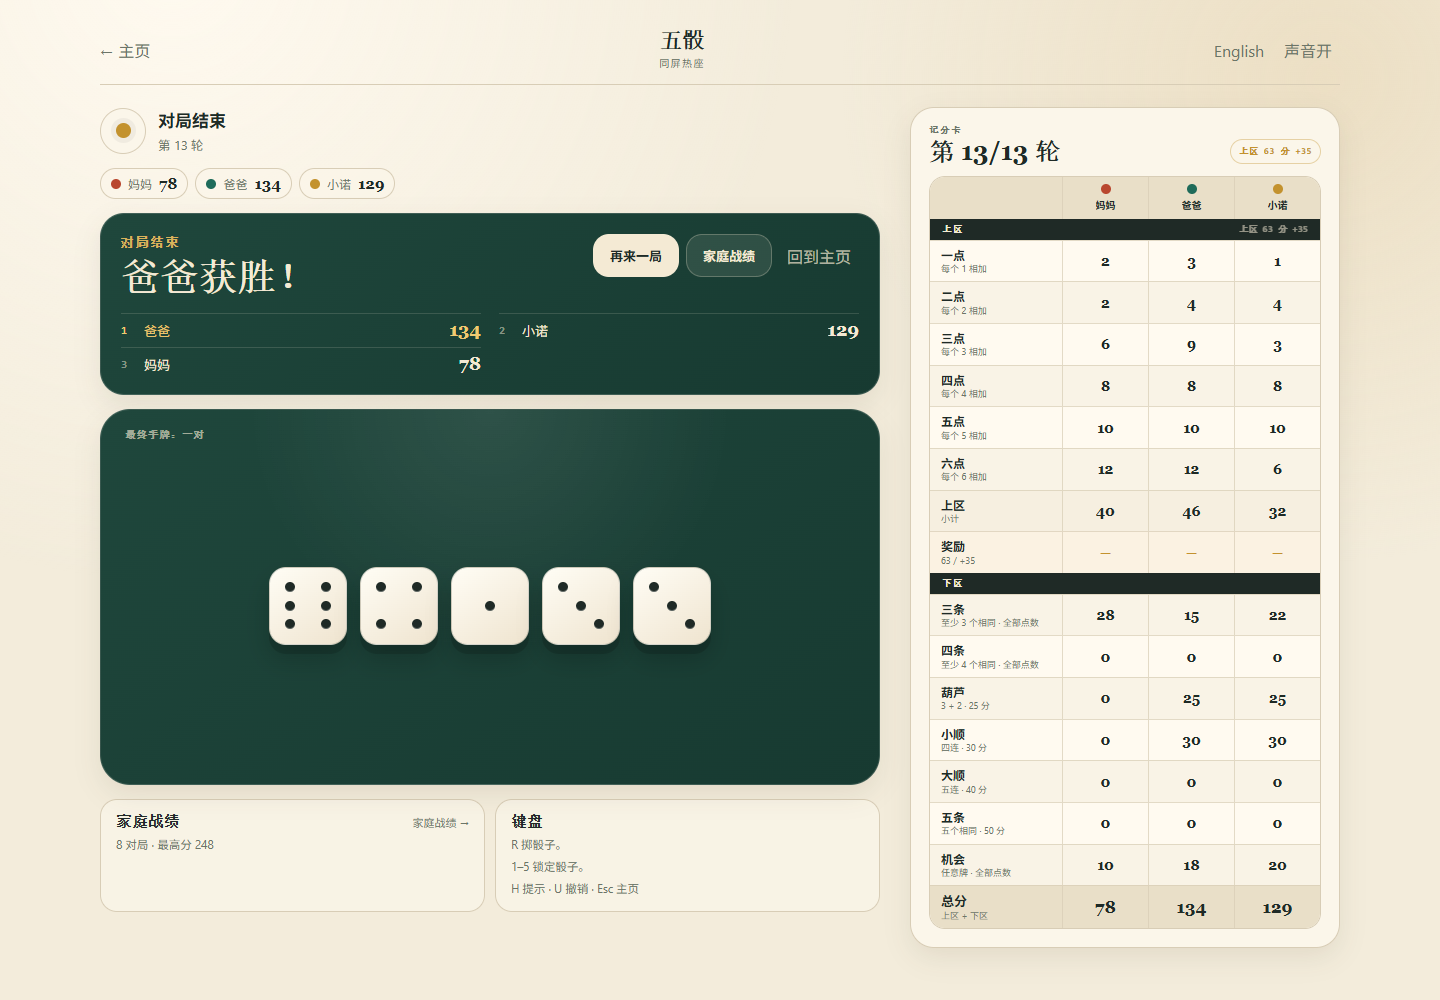 ← 主页
五骰
同屏热座
English 声音开
对局结束
第 13 轮
妈妈 78 爸爸 134 小诺 129
对局结束
爸爸获胜！
再来一局 家庭战绩 回到主页
1 爸爸 134 2 小诺 129
3 妈妈 78
最终手牌：一对
家庭战绩 家庭战绩 →
8 对局 · 最高分 248
键盘
R 掷骰子。
1–5 锁定骰子。
H 提示 · U 撤销 · Esc 主页
记分卡
第 13/13 轮 上区 63 分 +35
妈妈 爸爸 小诺
上区 上区 63 分 +35
一点 2 3 1
每个 1 相加
二点 2 4 4
每个 2 相加
三点 6 9 3
每个 3 相加
四点 8 8 8
每个 4 相加
五点 10 10 10
每个 5 相加
六点 12 12 6
每个 6 相加
上区 40 46 32
小计
奖励 — — —
63 / +35
下区
三条 28 15 22
至少 3 个相同 · 全部点数
四条 0 0 0
至少 4 个相同 · 全部点数
葫芦 0 25 25
3 + 2 · 25 分
小顺 0 30 30
四连 · 30 分
大顺 0 0 0
五连 · 40 分
五条 0 0 0
五个相同 · 50 分
机会 10 18 20
任意牌 · 全部点数
总分 78 134 129
上区 + 下区